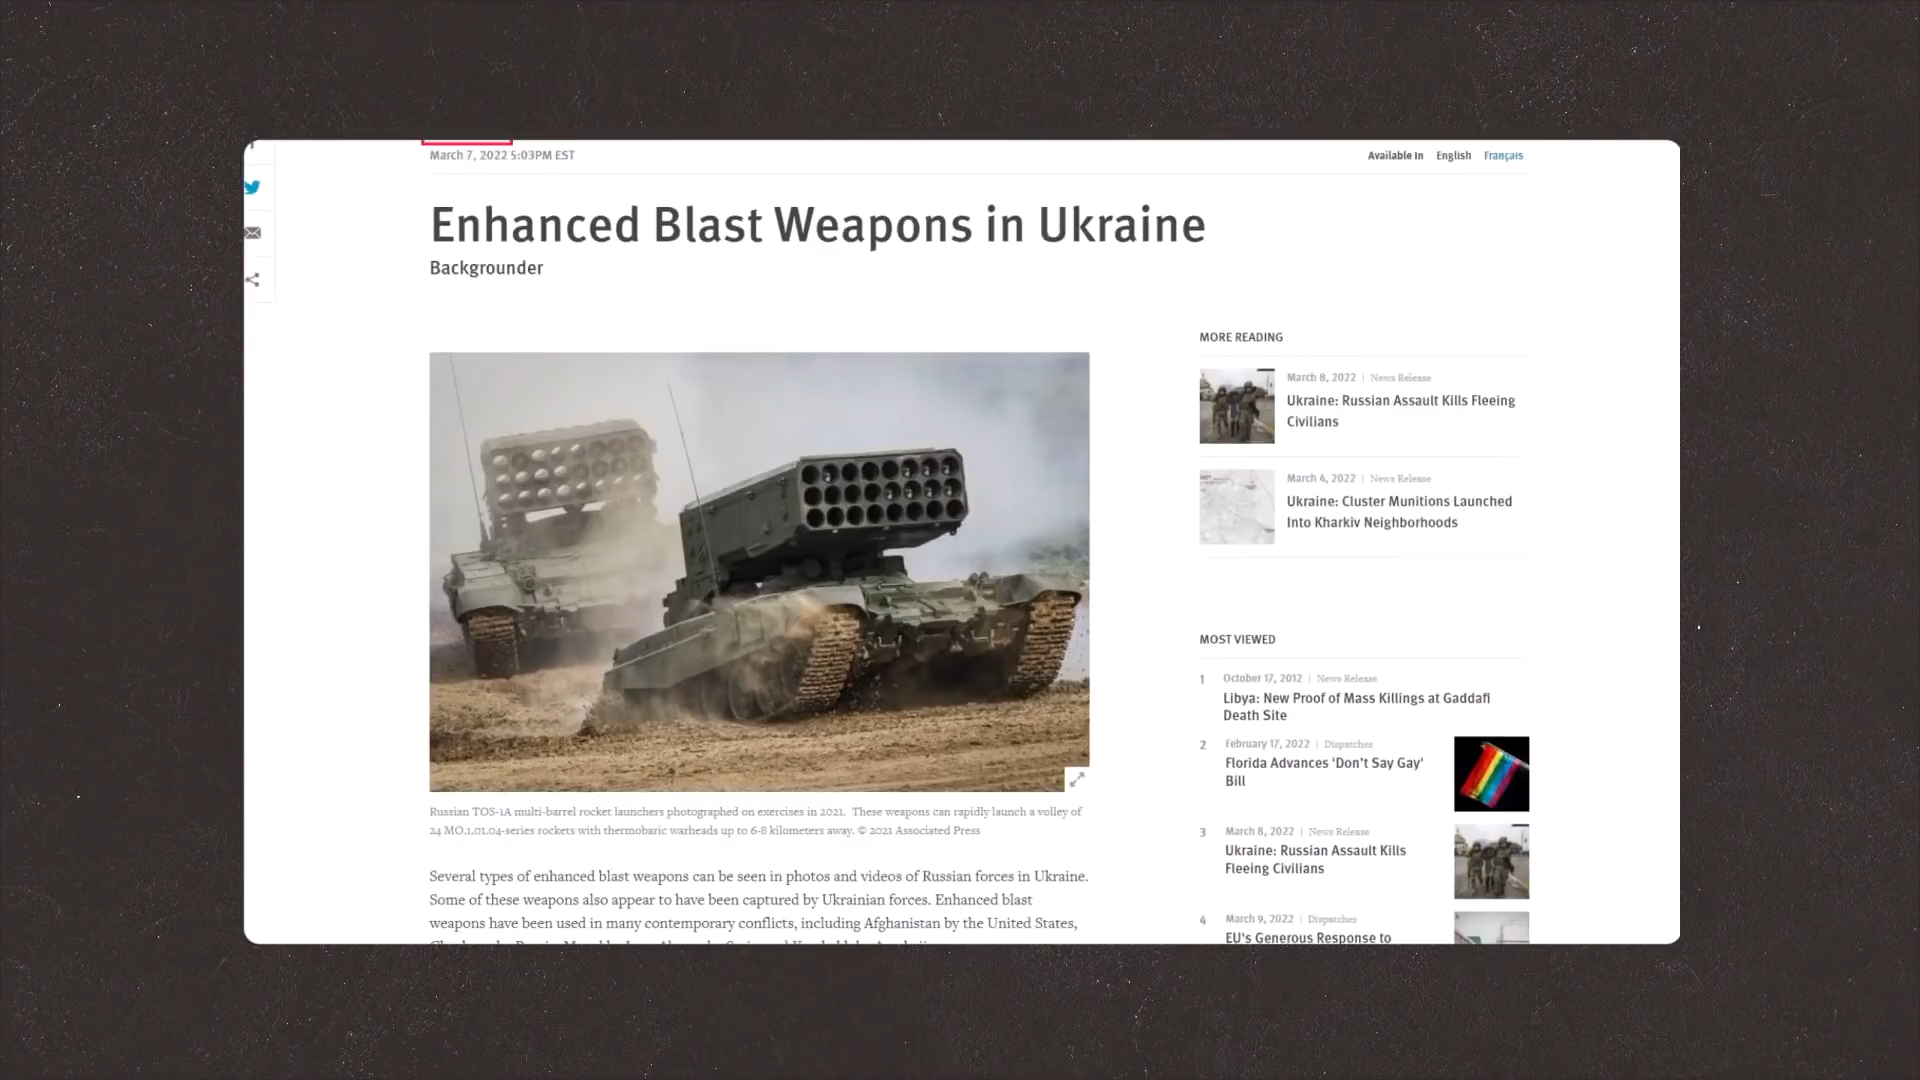 March 7, 2022 5:03PM EST
Available In English Français
Enhanced Blast Weapons in Ukraine
Backgrounder
Russian TOS-1A multi-barrel rocket launchers photographed on exercises in 2021. These weapons can rapidly launch a volley of
24 MO.1.01.04-series rockets with thermobaric warheads up to 6-8 kilometers away. © 2021 Associated Press
Several types of enhanced blast weapons can be seen in photos and videos of Russian forces in Ukraine.
Some of these weapons also appear to have been captured by Ukrainian forces. Enhanced blast
weapons have been used in many contemporary conflicts, including Afghanistan by the United States,
MORE READING
March 8, 2022 | News Release
Ukraine: Russian Assault Kills Fleeing
Civilians
March 4, 2022 | News Release
Ukraine: Cluster Munitions Launched
Into Kharkiv Neighborhoods
MOST VIEWED
1 October 17, 2012 | News Release
Libya: New Proof of Mass Killings at Gaddafi
Death Site
2 February 17, 2022 | Dispatches
Florida Advances 'Don't Say Gay'
Bill
3 March 8, 2022 | News Release
Ukraine: Russian Assault Kills
Fleeing Civilians
4 March 9, 2022 | Dispatches
EU's Generous Response to